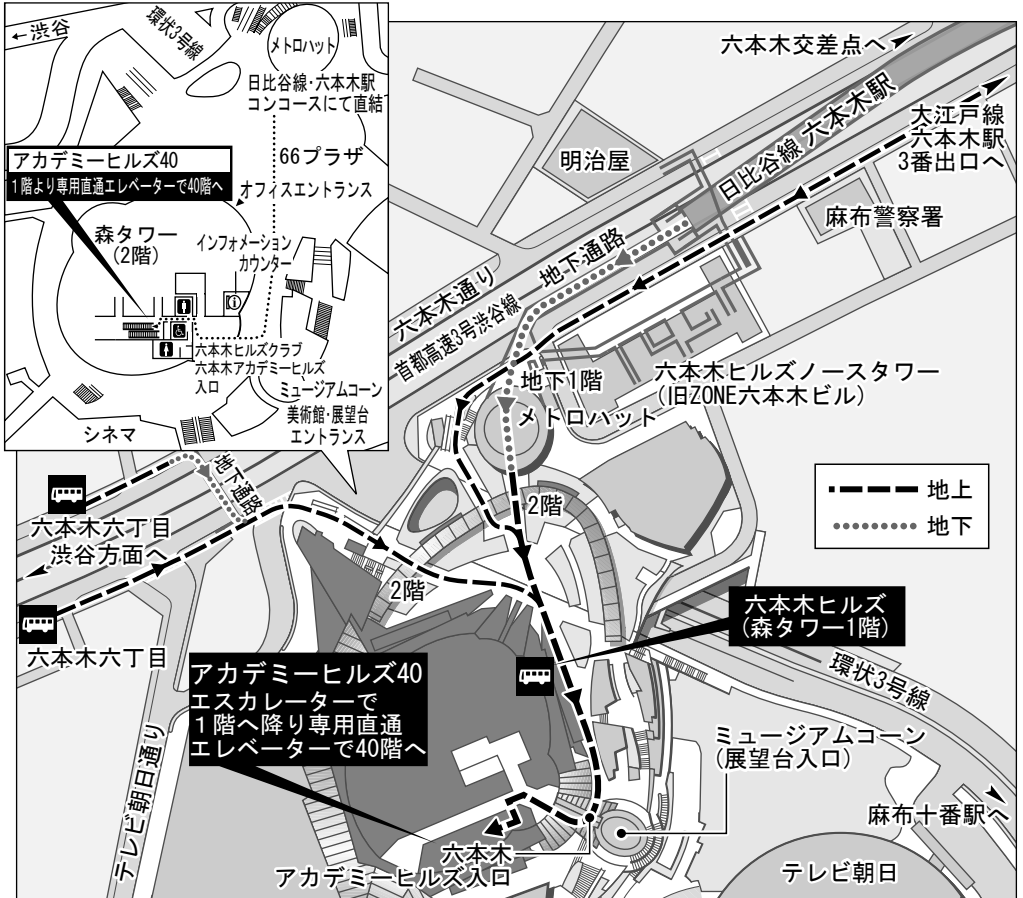 ←渋谷
環状3号線
メトロハット
日比谷線・六本木駅
コンコースにて直結
66プラザ
アカデミーヒルズ40
1階より専用直通エレベーターで40階へ
オフィスエントランス
森タワー
(2階)
インフォメーション
カウンター
六本木ヒルズクラブ
六本木アカデミーヒルズ
入口
ミュージアムコーン
美術館・展望台
エントランス
シネマ
六本木交差点へ
大江戸線
六本木駅
3番出口へ
日比谷線 六本木駅
明治屋
麻布警察署
地下通路
六本木通り
首都高速3号渋谷線
地下1階
メトロハット
六本木ヒルズノースタワー
(旧ZONE六本木ビル)
地上
地下
地下通路
六本木六丁目
渋谷方面へ
2階
2階
六本木六丁目
六本木ヒルズ
(森タワー1階)
アカデミーヒルズ40
エスカレーターで
1階へ降り専用直通
エレベーターで40階へ
環状3号線
ミュージアムコーン
(展望台入口)
テレビ朝日通り
麻布十番駅へ
六本木
アカデミーヒルズ入口
テレビ朝日